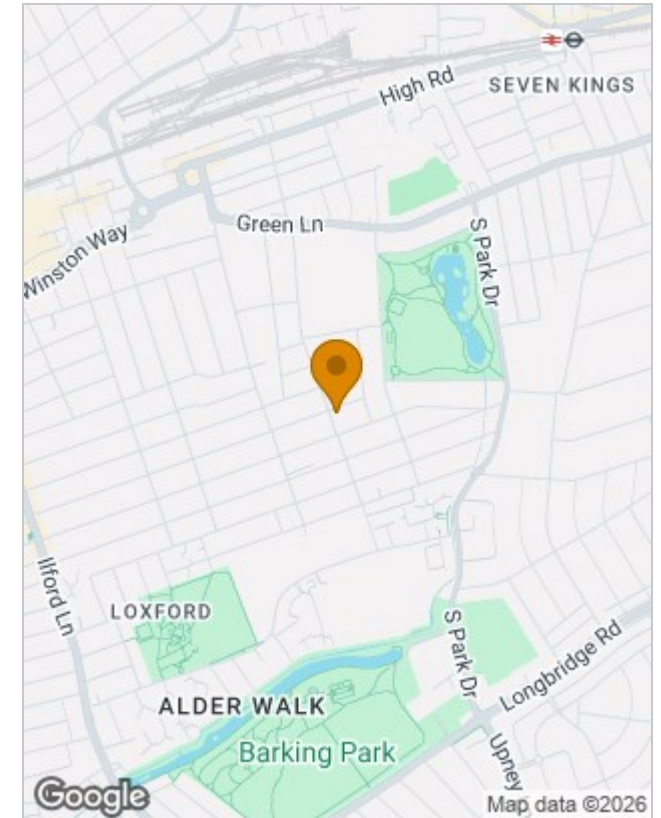 High Rd
SEVEN KINGS
Winston Way
Green Ln
S Park Dr
Ilford Ln
LOXFORD
S Park Dr
Longbridge Rd
ALDER WALK
Barking Park
Upney
Google
Map data ©2026